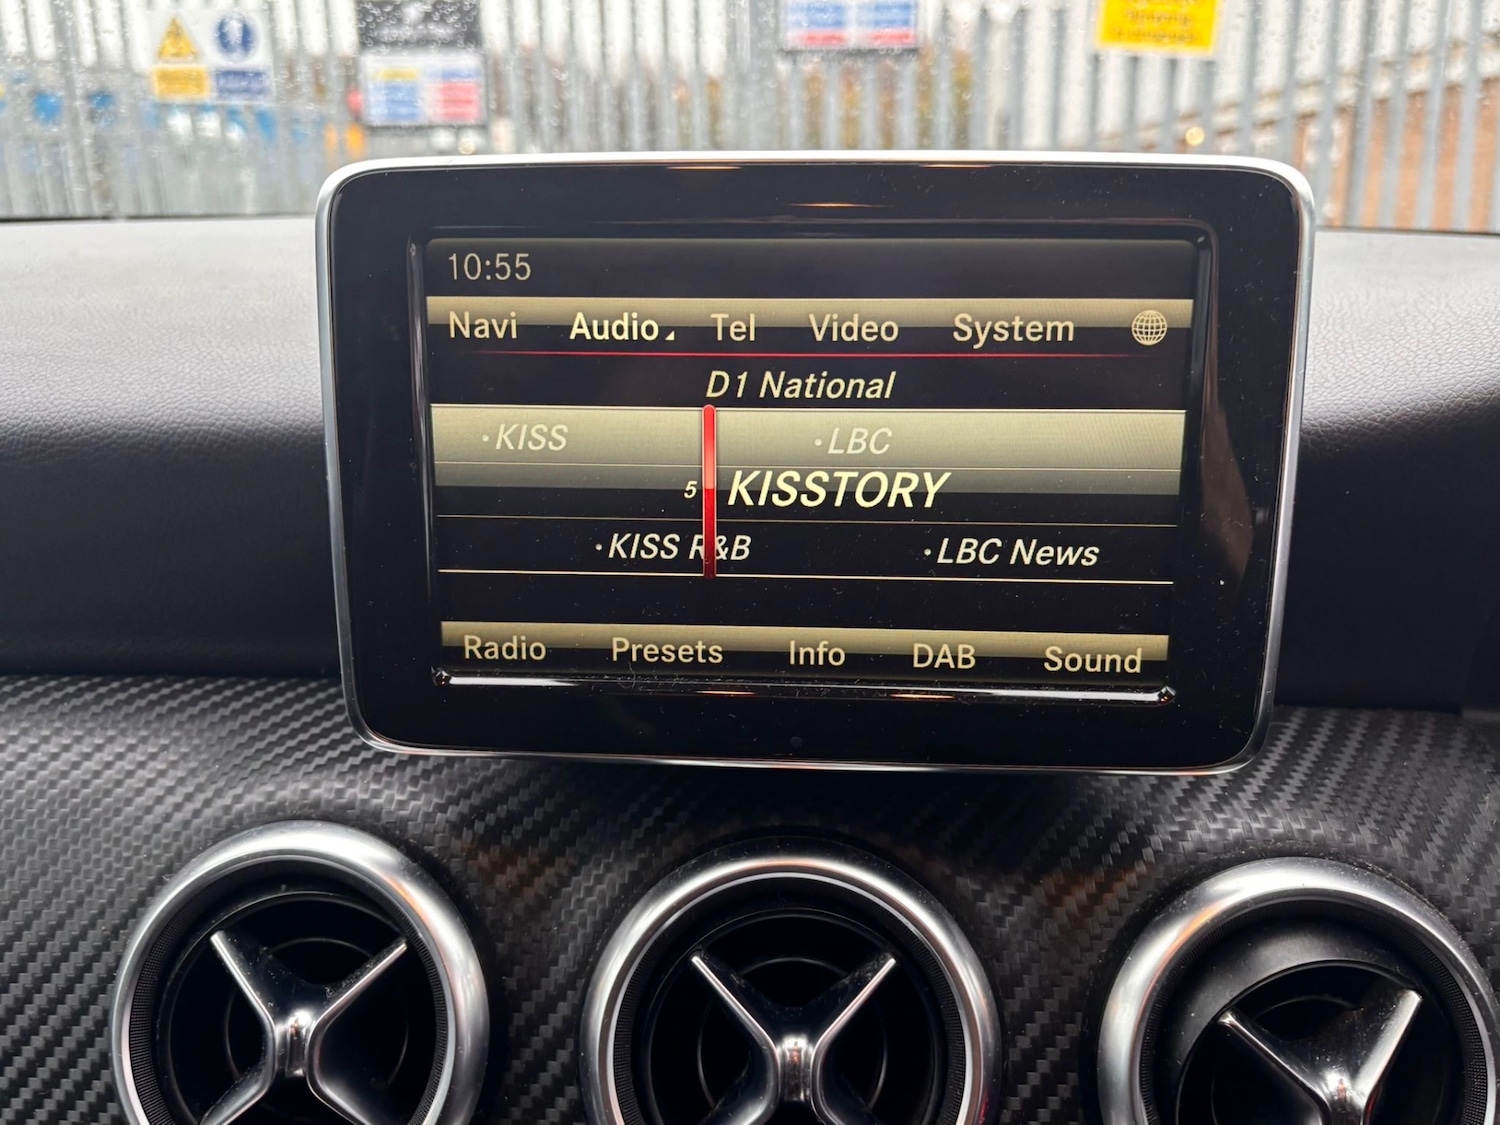 10:55
Navi Audio Tel Video System
D1 National
•KISS •LBC
5 KISSTORY
•KISS R&B •LBC News
Radio Presets Info DAB Sound